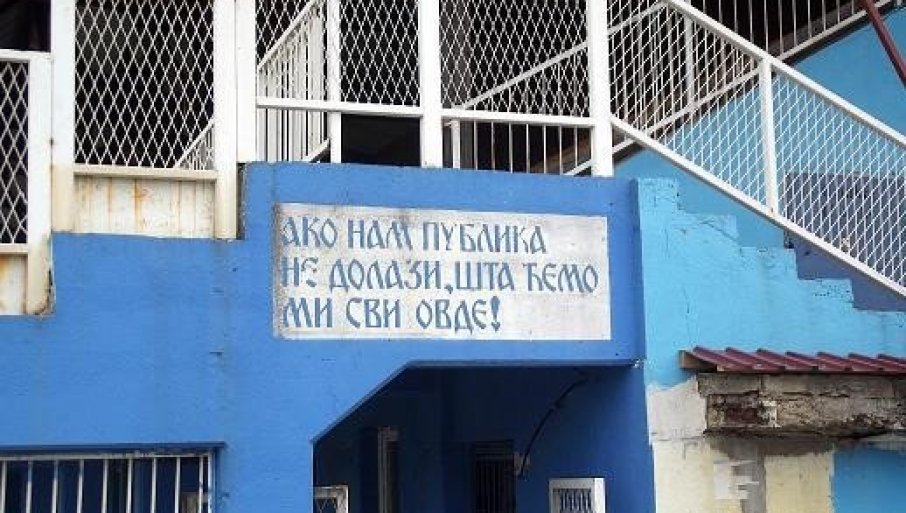 АКО НАМ ПУБЛИКА
НЕ ДОЛАЗИ, ШТА ЋЕМО
МИ СВИ ОВДЕ!